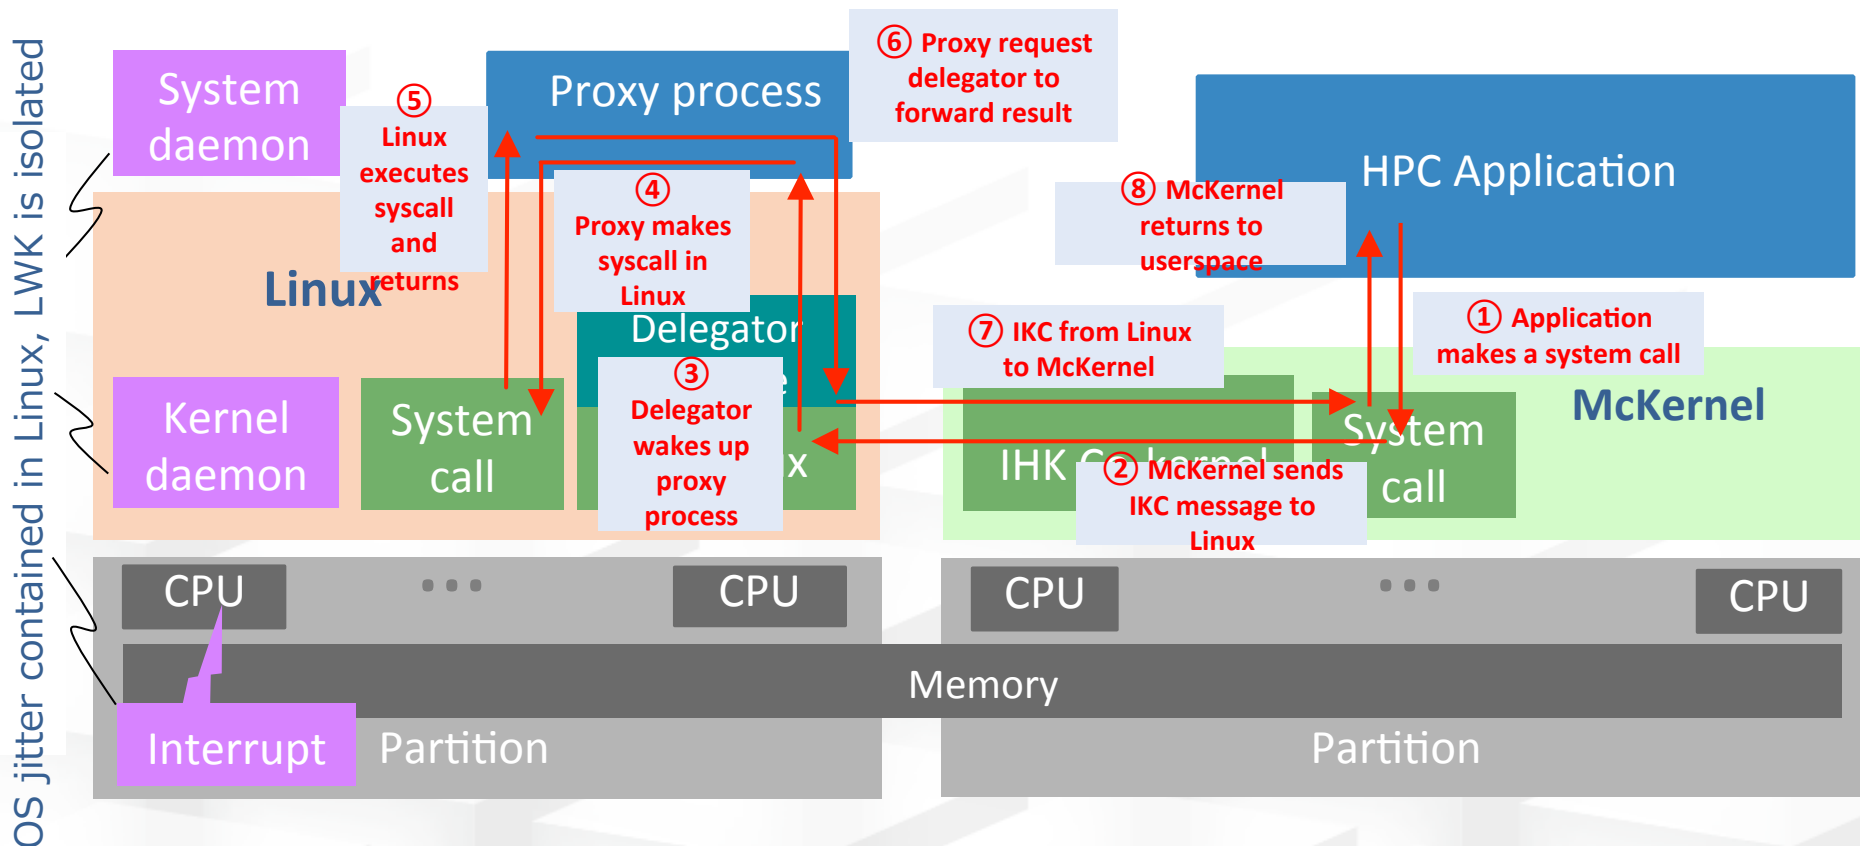 OS jitter contained in Linux, LWK is isolated
System
daemon
Proxy process
⑥ Proxy request
delegator to
forward result
⑤
Linux
executes
syscall
and
returns
④
Proxy makes
syscall in
Linux
HPC Application
⑧ McKernel
returns to
userspace
Linux
Delegator
⑦ IKC from Linux
to McKernel
① Application
makes a system call
McKernel
Kernel
daemon
System
call
③
Delegator
wakes up
proxy
process
IHK
System
call
② McKernel sends
IKC message to
Linux
CPU
...
CPU
CPU
...
CPU
Memory
Interrupt
Partition
Partition